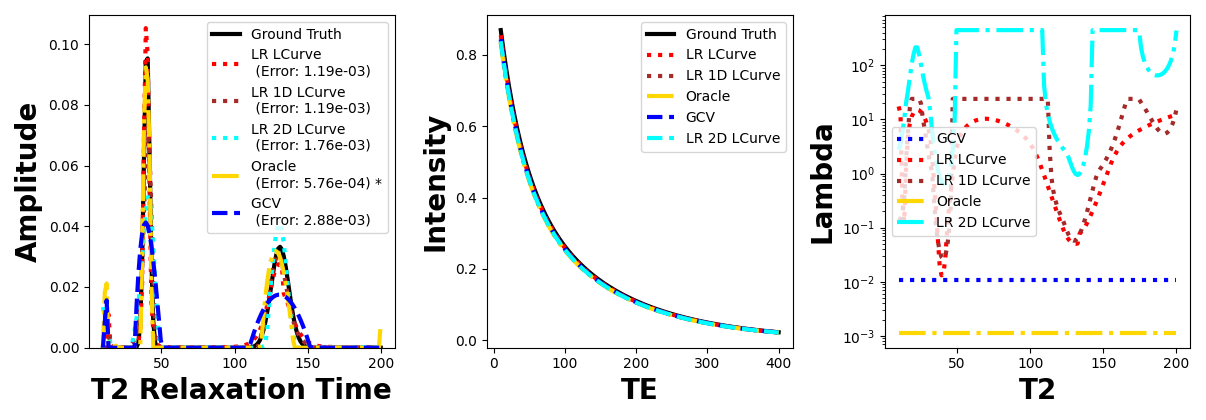 Amplitude
0.10
0.08
0.06
0.04
0.02
0.00
50
100
150
200
T2 Relaxation Time
Ground Truth
LR LCurve
(Error: 1.19e-03)
LR 1D LCurve
(Error: 1.19e-03)
LR 2D LCurve
(Error: 1.76e-03)
Oracle
(Error: 5.76e-04) *
GCV
(Error: 2.88e-03)
Intensity
0.8
0.6
0.4
0.2
0.0
0
100
200
300
400
TE
Ground Truth
LR LCurve
LR 1D LCurve
Oracle
GCV
LR 2D LCurve
Lambda
10²
10¹
10⁰
10⁻¹
10⁻²
10⁻³
50
100
150
200
T2
GCV
LR LCurve
LR 1D LCurve
Oracle
LR 2D LCurve